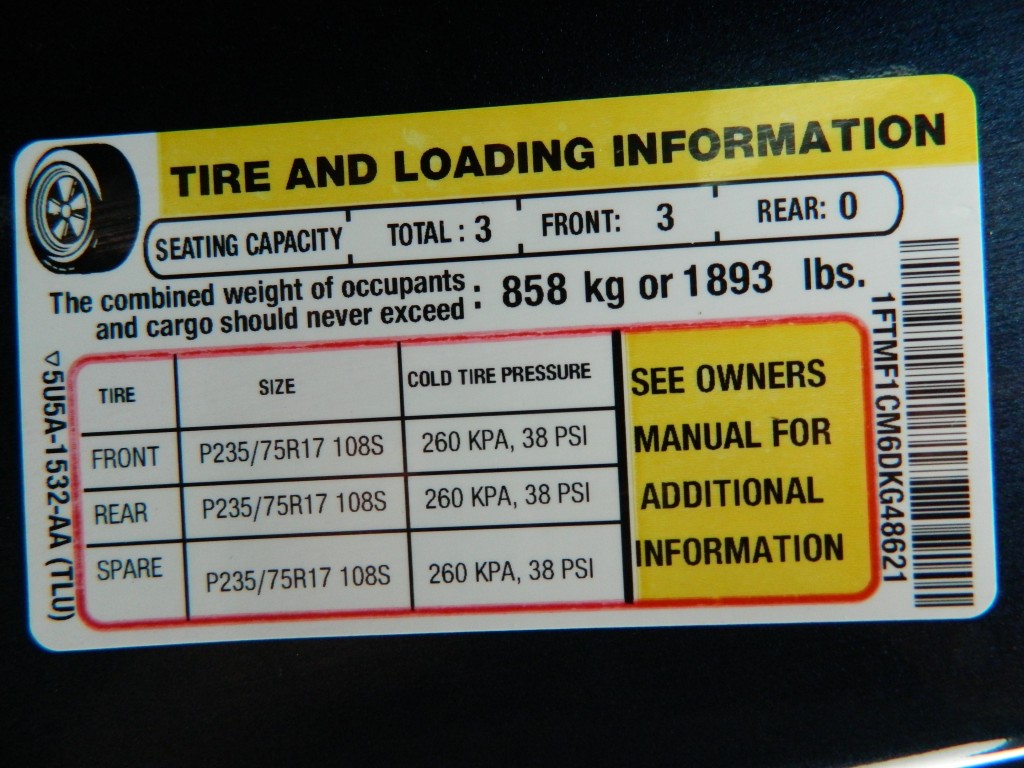 TIRE AND LOADING INFORMATION
SEATING CAPACITY TOTAL : 3 FRONT: 3 REAR: 0
The combined weight of occupants
and cargo should never exceed : 858 kg or 1893 lbs.
TIRE SIZE COLD TIRE PRESSURE
FRONT P235/75R17 108S 260 KPA, 38 PSI
REAR P235/75R17 108S 260 KPA, 38 PSI
SPARE P235/75R17 108S 260 KPA, 38 PSI
SEE OWNERS
MANUAL FOR
ADDITIONAL
INFORMATION
▽5U5A-1532-AA (TLU)
1FTMF1CM6DKG48621